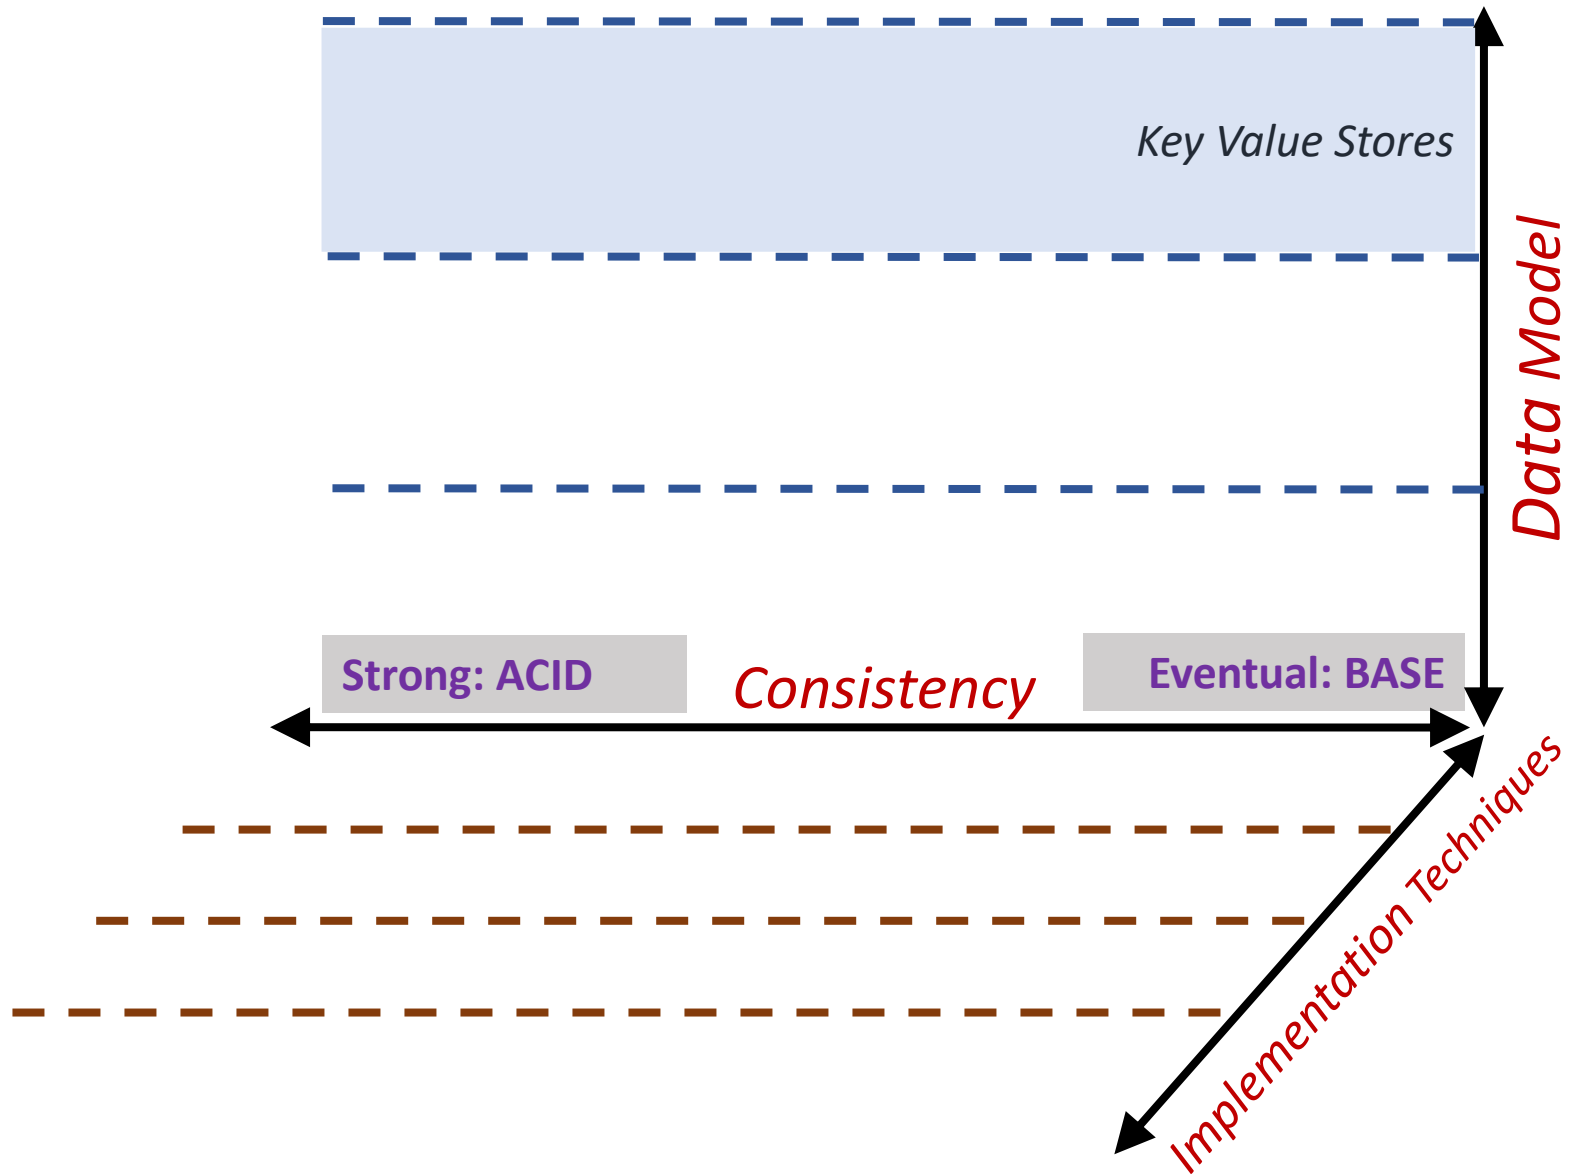 Key Value Stores
Data Model
Strong: ACID
Consistency
Eventual: BASE
Implementation Techniques